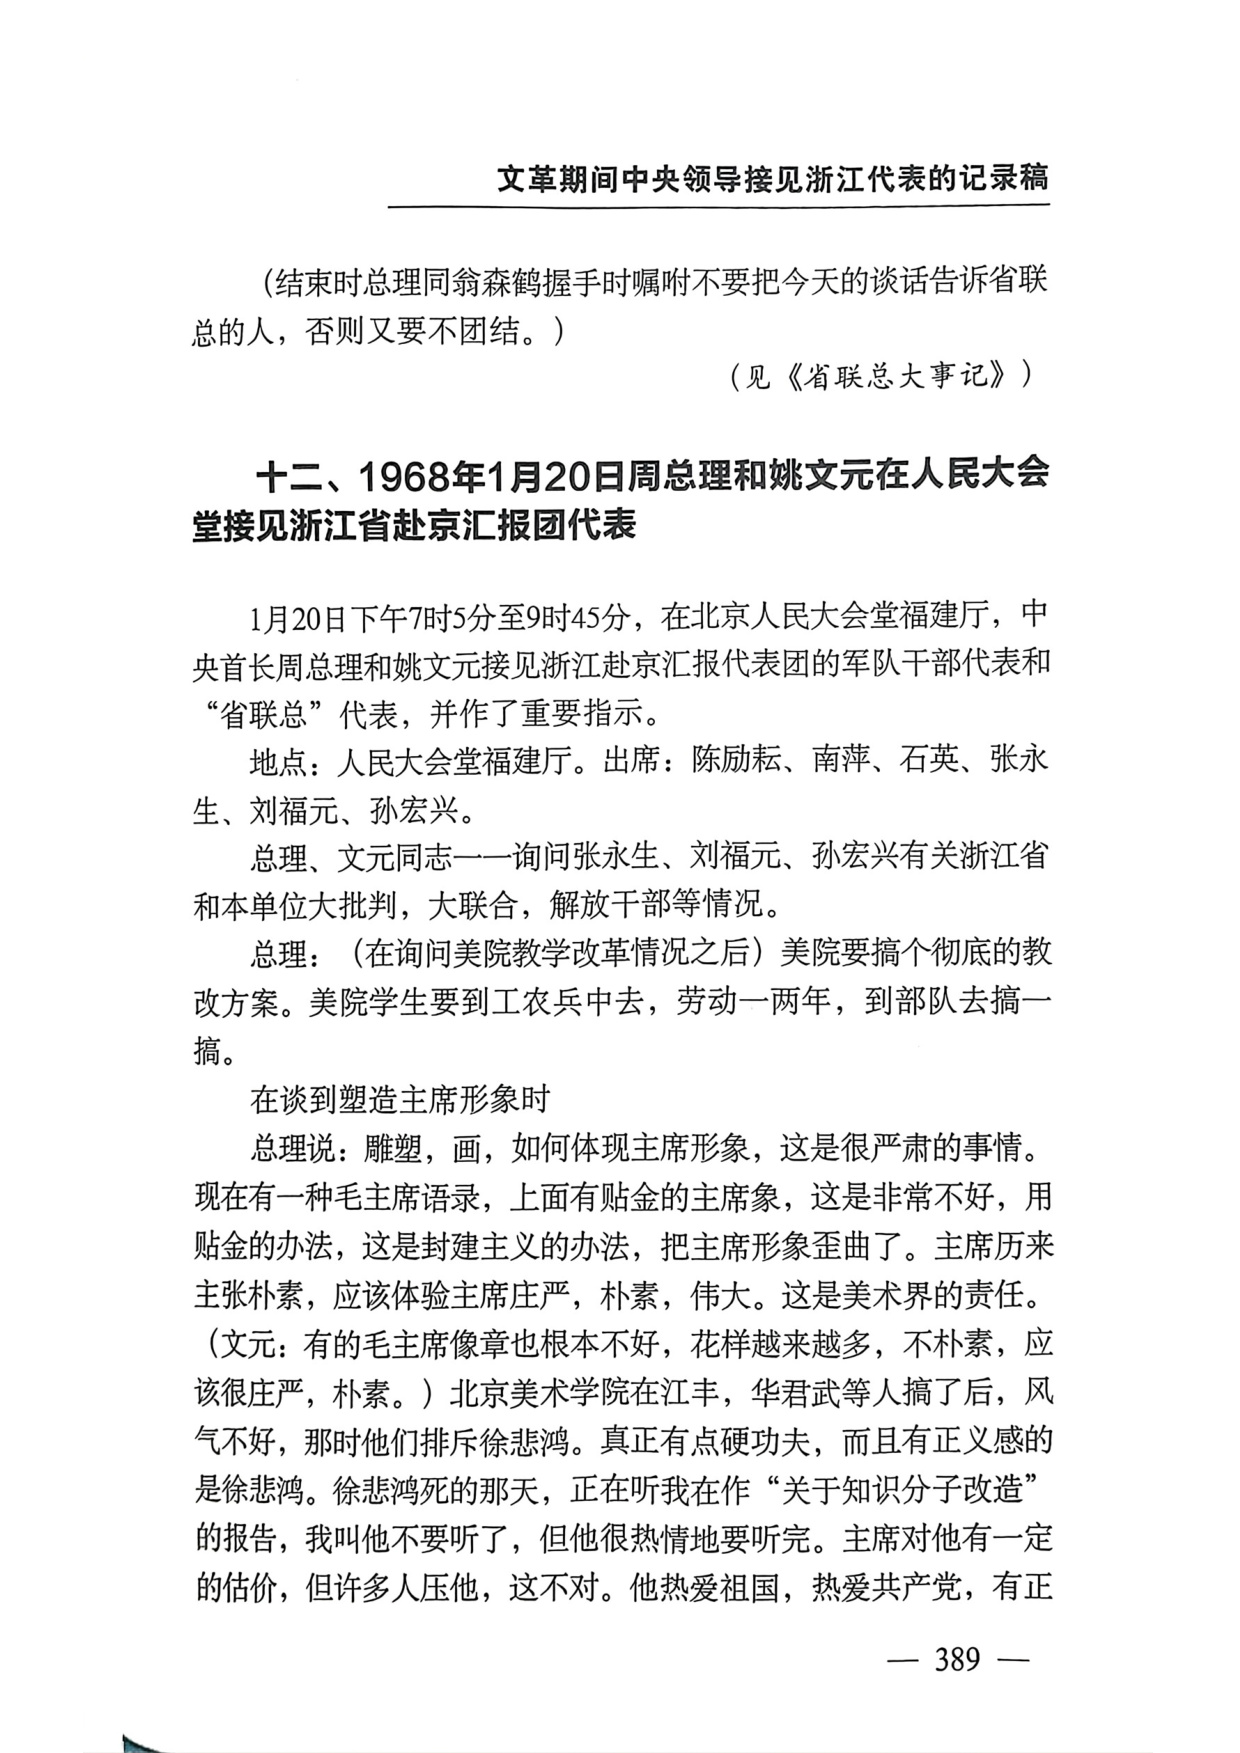 文革期间中央领导接见浙江代表的记录稿
（结束时总理同翁森鹤握手时嘱咐不要把今天的谈话告诉省联
总的人，否则又要不团结。）
（见《省联总大事记》）
十二、1968年1月20日周总理和姚文元在人民大会
堂接见浙江省赴京汇报团代表
1月20日下午7时5分至9时45分，在北京人民大会堂福建厅，中
央首长周总理和姚文元接见浙江赴京汇报代表团的军队干部代表和
“省联总”代表，并作了重要指示。
地点：人民大会堂福建厅。出席：陈励耘、南萍、石英、张永
生、刘福元、孙宏兴。
总理、文元同志一一询问张永生、刘福元、孙宏兴有关浙江省
和本单位大批判，大联合，解放干部等情况。
总理：（在询问美院教学改革情况之后）美院要搞个彻底的教
改方案。美院学生要到工农兵中去，劳动一两年，到部队去搞一
搞。
在谈到塑造主席形象时
总理说：雕塑，画，如何体现主席形象，这是很严肃的事情。
现在有一种毛主席语录，上面有贴金的主席象，这是非常不好，用
贴金的办法，这是封建主义的办法，把主席形象歪曲了。主席历来
主张朴素，应该体验主席庄严，朴素，伟大。这是美术界的责任。
（文元：有的毛主席像章也根本不好，花样越来越多，不朴素，应
该很庄严，朴素。）北京美术学院在江丰，华君武等人搞了后，风
气不好，那时他们排斥徐悲鸿。真正有点硬功夫，而且有正义感的
是徐悲鸿。徐悲鸿死的那天，正在听我在作“关于知识分子改造”
的报告，我叫他不要听了，但他很热情地要听完。主席对他有一定
的估价，但许多人压他，这不对。他热爱祖国，热爱共产党，有正
— 389 —